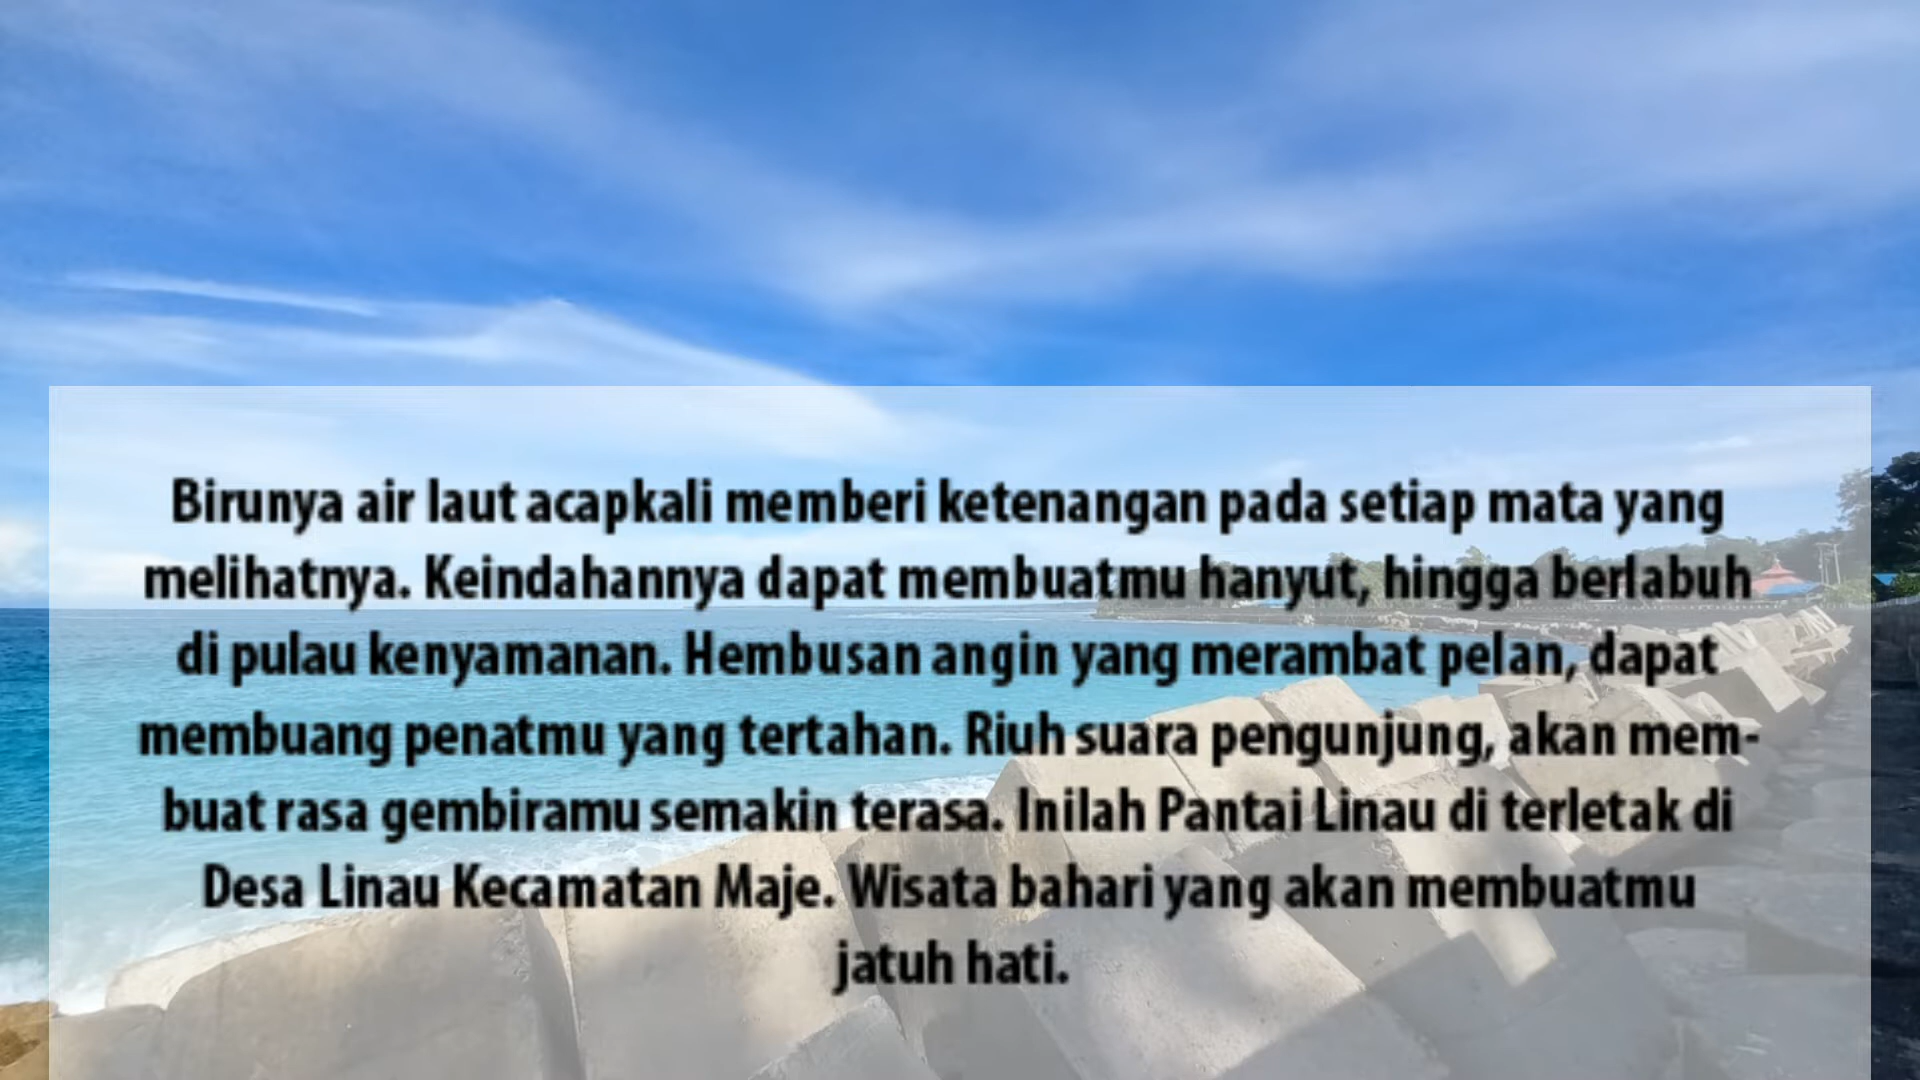 Birunya air laut acapkali memberi ketenangan pada setiap mata yang
melihatnya. Keindahannya dapat membuatmu hanyut, hingga berlabuh
di pulau kenyamanan. Hembusan angin yang merambat pelan, dapat
membuang penatmu yang tertahan. Riuh suara pengunjung, akan mem-
buat rasa gembiramu semakin terasa. Inilah Pantai Linau di terletak di
Desa Linau Kecamatan Maje. Wisata bahari yang akan membuatmu
jatuh hati.